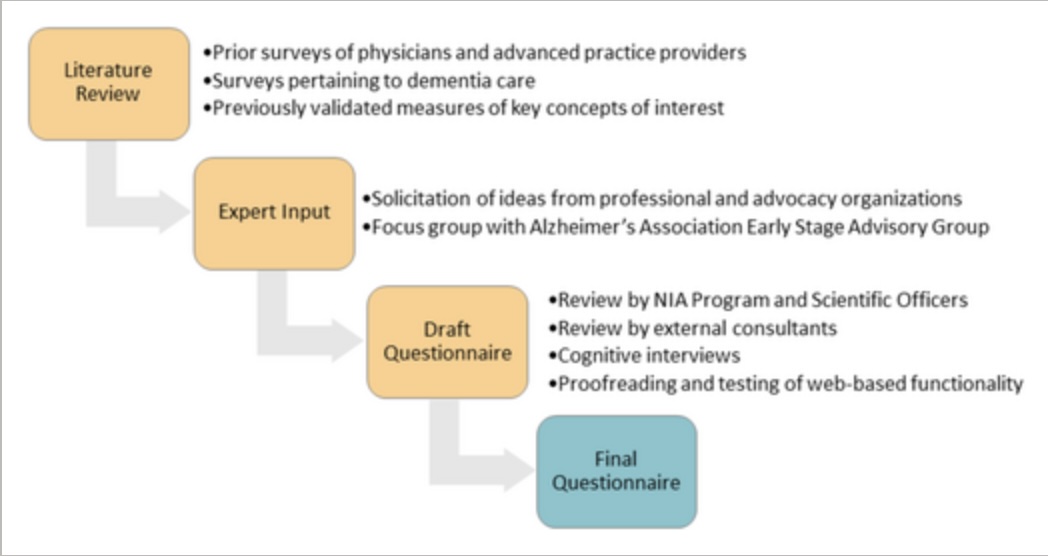 Literature
Review
•Prior surveys of physicians and advanced practice providers
•Surveys pertaining to dementia care
•Previously validated measures of key concepts of interest
Expert Input
•Solicitation of ideas from professional and advocacy organizations
•Focus group with Alzheimer's Association Early Stage Advisory Group
Draft
Questionnaire
•Review by NIA Program and Scientific Officers
•Review by external consultants
•Cognitive interviews
•Proofreading and testing of web-based functionality
Final
Questionnaire